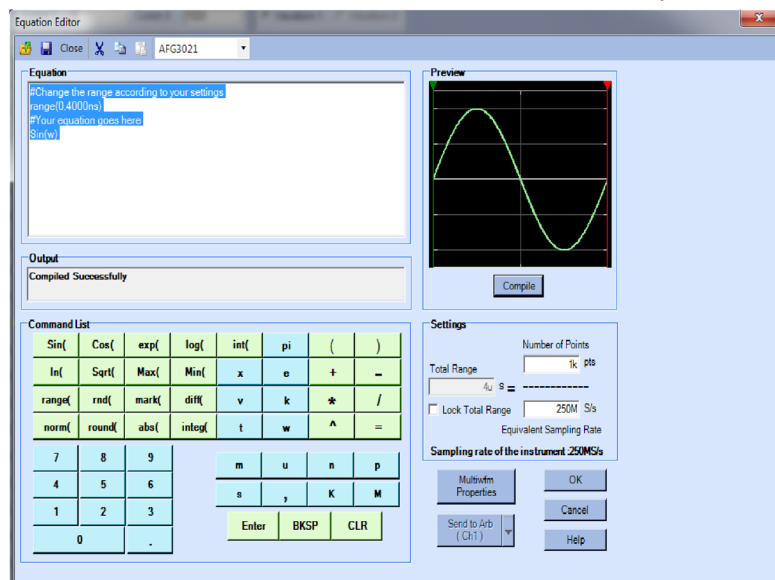 Equation Editor
Close AFG3021
Equation
#Change the range according to your settings
range(0,4000ns)
#Your equation goes here
Sin(w)
Output
Compiled Successfully
Preview
Compile
Command List
Sin( Cos( exp( log( int( pi ( )
ln( Sqrt( Max( Min( x e + -
range( rnd( mark( diff( v k * /
norm( round( abs( integ( t w ^ =
7 8 9
4 5 6
1 2 3
0 .
m u n p
s , K M
Enter BKSP CLR
Settings
Number of Points
Total Range 1k pts
4u s = ------------
Lock Total Range 250M S/s
Equivalent Sampling Rate
Sampling rate of the instrument :250MS/s
Multiwfm
Properties
OK
Cancel
Send to Arb
( Ch1 )
Help